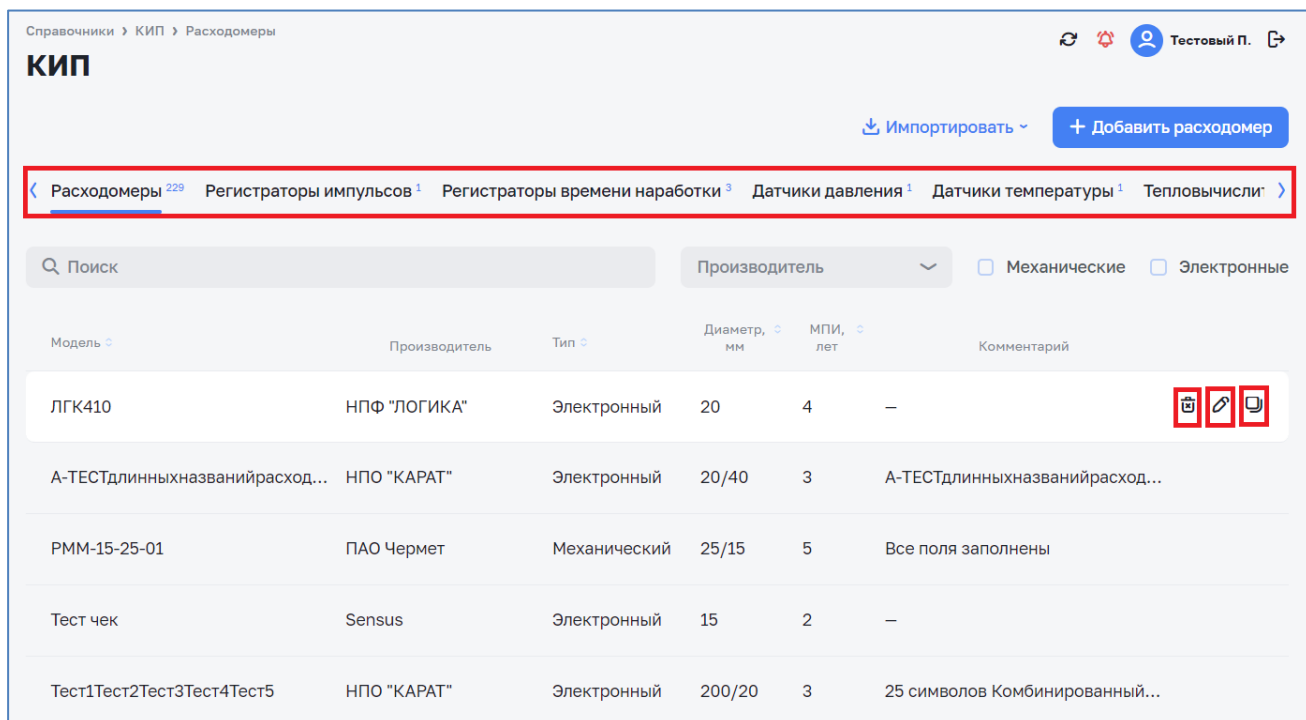 Справочники › КИП › Расходомеры
КИП
Тестовый П.
Импортировать
+ Добавить расходомер
Расходомеры 229 Регистраторы импульсов 1 Регистраторы времени наработки 3 Датчики давления 1 Датчики температуры 1 Тепловычислит
Поиск Производитель Механические Электронные
Модель Производитель Тип Диаметр, мм МПИ, лет Комментарий
ЛГК410 НПФ "ЛОГИКА" Электронный 20 4 —
А-ТЕСТдлинныхназванийрасход... НПО "КАРАТ" Электронный 20/40 3 А-ТЕСТдлинныхназванийрасход...
РММ-15-25-01 ПАО Чермет Механический 25/15 5 Все поля заполнены
Тест чек Sensus Электронный 15 2 —
Тест1Тест2Тест3Тест4Тест5 НПО "КАРАТ" Электронный 200/20 3 25 символов Комбинированный...